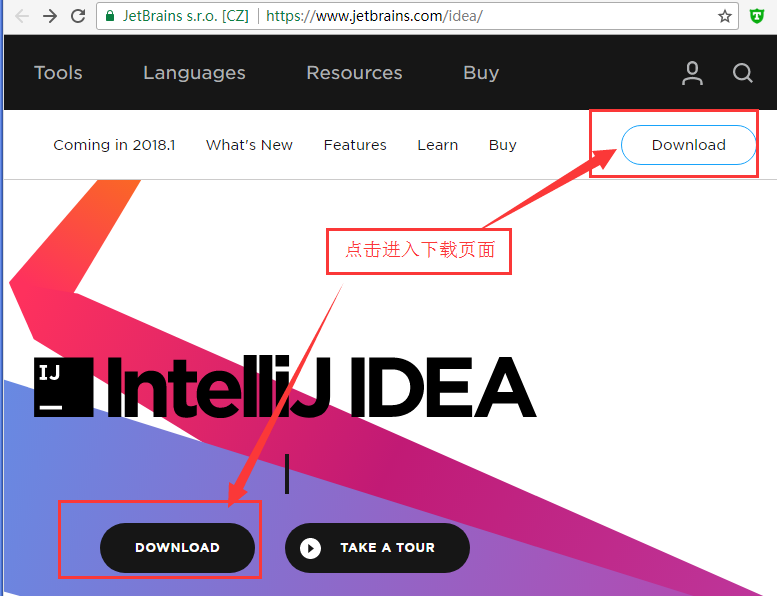 JetBrains s.r.o. [CZ] | https://www.jetbrains.com/idea/
Tools Languages Resources Buy
Coming in 2018.1 What's New Features Learn Buy Download
点击进入下载页面
IJ IntelliJ IDEA
DOWNLOAD TAKE A TOUR